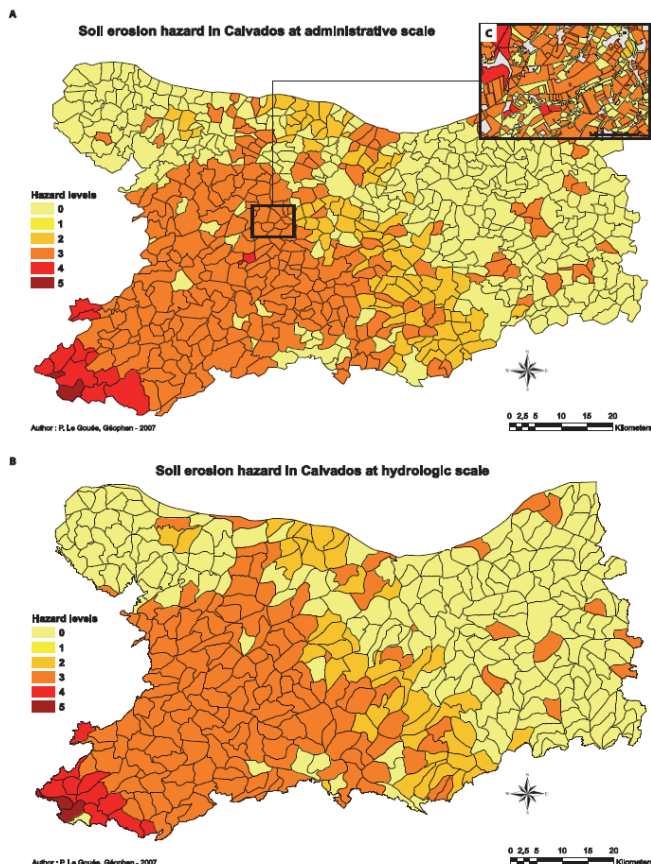 A
Soil erosion hazard in Calvados at administrative scale
C
Hazard levels
0
1
2
3
4
5
N
W E
S
Author : P. Le Gouée, Géophen - 2007
0 2,5 5 10 15 20
Kilometers
B
Soil erosion hazard in Calvados at hydrologic scale
Hazard levels
0
1
2
3
4
5
N
W E
S
Author : P. Le Gouée, Géophen - 2007
0 2,5 5 10 15 20
Kilometers